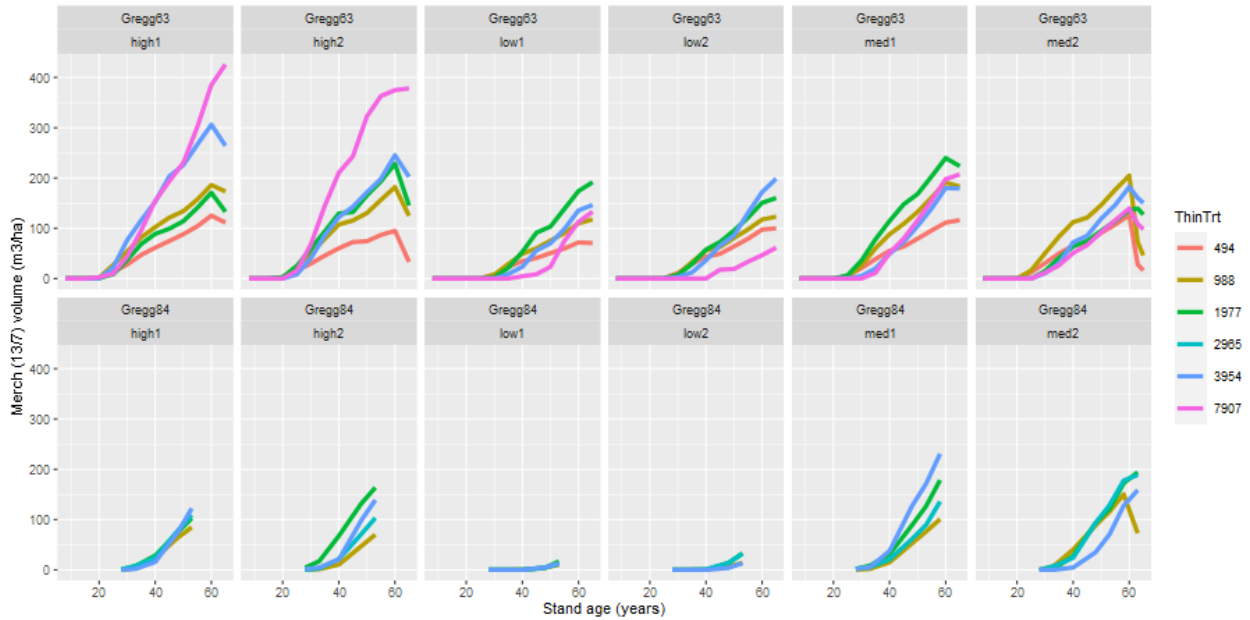 Gregg63 Gregg63 Gregg63 Gregg63 Gregg63 Gregg63
high1 high2 low1 low2 med1 med2
400
300
200
100
0
Gregg84 Gregg84 Gregg84 Gregg84 Gregg84 Gregg84
high1 high2 low1 low2 med1 med2
400
300
200
100
0
20 40 60 20 40 60 20 40 60 20 40 60 20 40 60 20 40 60
Stand age (years)
Merch (13/7) volume (m3/ha)
ThinTrt
494
988
1977
2965
3954
7907